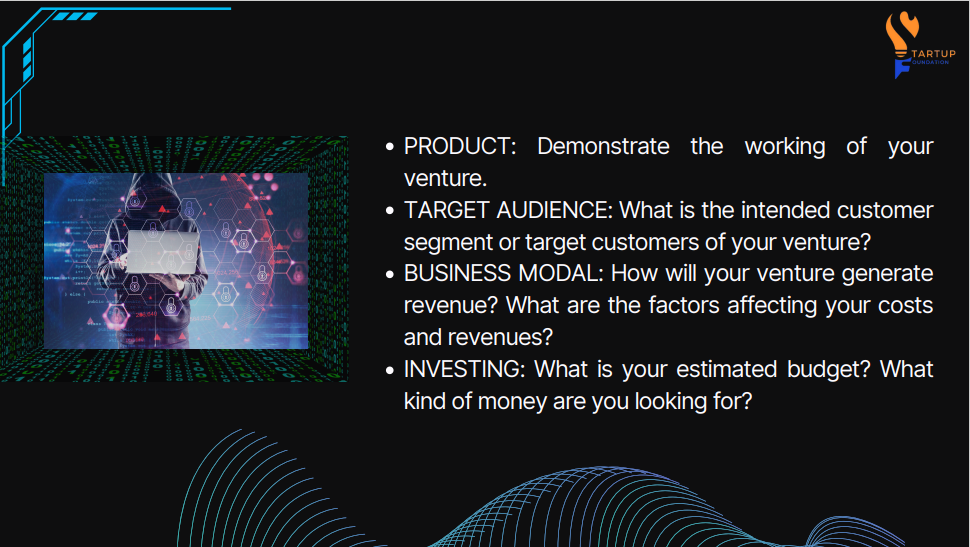 TARTUP
OUNDATION
• PRODUCT: Demonstrate the working of your
venture.
• TARGET AUDIENCE: What is the intended customer
segment or target customers of your venture?
• BUSINESS MODAL: How will your venture generate
revenue? What are the factors affecting your costs
and revenues?
• INVESTING: What is your estimated budget? What
kind of money are you looking for?